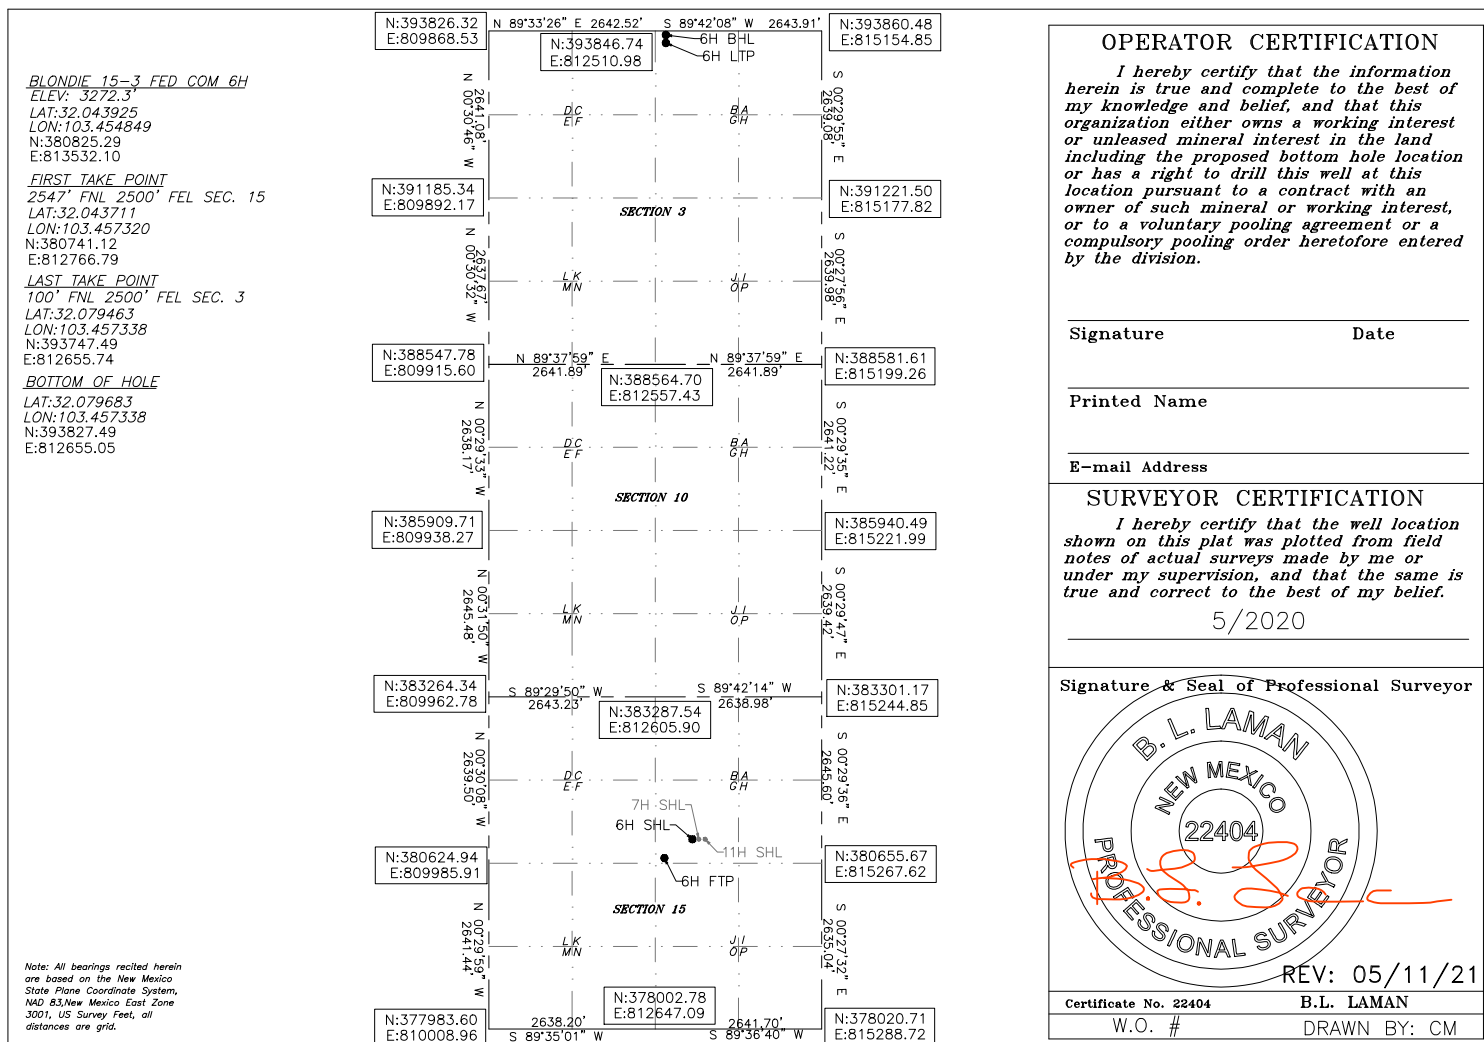 BLONDIE 15-3 FED COM 6H
ELEV: 3272.3'
LAT:32.043925
LON:103.454849
N:380825.29
E:813532.10
FIRST TAKE POINT
2547' FNL 2500' FEL SEC. 15
LAT:32.043711
LON:103.457320
N:380741.12
E:812766.79
LAST TAKE POINT
100' FNL 2500' FEL SEC. 3
LAT:32.079463
LON:103.457338
N:393747.49
E:812655.74
BOTTOM OF HOLE
LAT:32.079683
LON:103.457338
N:393827.49
E:812655.05
Note: All bearings recited herein
are based on the New Mexico
State Plane Coordinate System,
NAD 83,New Mexico East Zone
3001, US Survey Feet, all
distances are grid.
N:393826.32
E:809868.53
N 89°33'26" E 2642.52'
S 89°42'08" W 2643.91'
N:393860.48
E:815154.85
N:393846.74
E:812510.98
6H BHL
6H LTP
N 00°30'46" W
2641.08'
D C
E F
B A
G H
S 00°29'55" E
2639.08'
N:391185.34
E:809892.17
SECTION 3
N:391221.50
E:815177.82
N 00°30'32" W
2637.67'
L K
M N
J I
O P
S 00°27'56" E
2639.98'
N:388547.78
E:809915.60
N 89°37'59" E
2641.89'
N 89°37'59" E
2641.89'
N:388581.61
E:815199.26
N:388564.70
E:812557.43
N 00°29'33" W
2638.17'
D C
E F
B A
G H
S 00°29'35" E
2641.22'
SECTION 10
N:385909.71
E:809938.27
N:385940.49
E:815221.99
N 00°31'50" W
2645.48'
L K
M N
J I
O P
S 00°29'47" E
2639.42'
N:383264.34
E:809962.78
S 89°29'50" W
2643.23'
S 89°42'14" W
2638.98'
N:383301.17
E:815244.85
N:383287.54
E:812605.90
N 00°30'08" W
2639.50'
D C
E F
B A
G H
S 00°29'36" E
2645.60'
7H SHL
6H SHL
11H SHL
N:380624.94
E:809985.91
6H FTP
N:380655.67
E:815267.62
SECTION 15
N 00°29'59" W
2641.44'
L K
M N
J I
O P
S 00°27'32" E
2635.04'
N:377983.60
E:810008.96
2638.20'
S 89°35'01" W
N:378002.78
E:812647.09
2641.70'
S 89°36'40" W
N:378020.71
E:815288.72
OPERATOR CERTIFICATION
I hereby certify that the information
herein is true and complete to the best of
my knowledge and belief, and that this
organization either owns a working interest
or unleased mineral interest in the land
including the proposed bottom hole location
or has a right to drill this well at this
location pursuant to a contract with an
owner of such mineral or working interest,
or to a voluntary pooling agreement or a
compulsory pooling order heretofore entered
by the division.
Signature Date
Printed Name
E-mail Address
SURVEYOR CERTIFICATION
I hereby certify that the well location
shown on this plat was plotted from field
notes of actual surveys made by me or
under my supervision, and that the same is
true and correct to the best of my belief.
5/2020
Signature & Seal of Professional Surveyor
B. L. LAMAN
NEW MEXICO
22404
PROFESSIONAL SURVEYOR
REV: 05/11/21
Certificate No. 22404 B.L. LAMAN
W.O. # DRAWN BY: CM